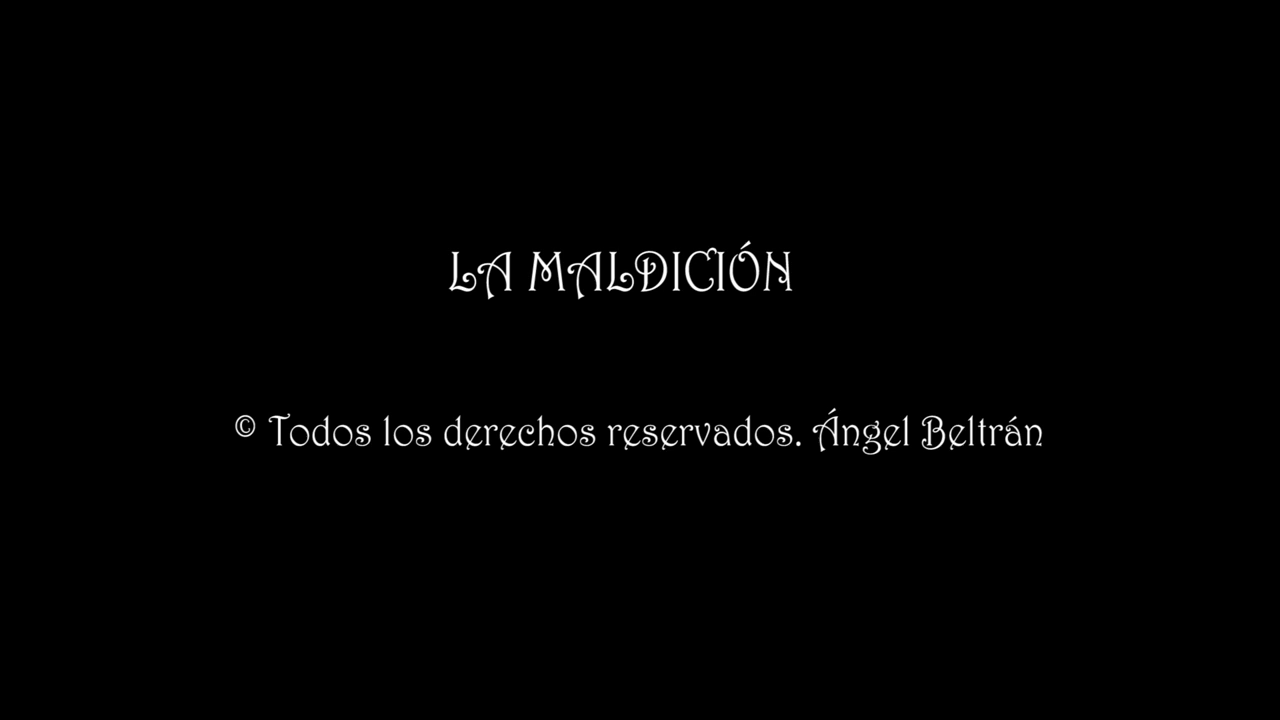 LA MALDICIÓN
© Todos los derechos reservados. Ángel Beltrán